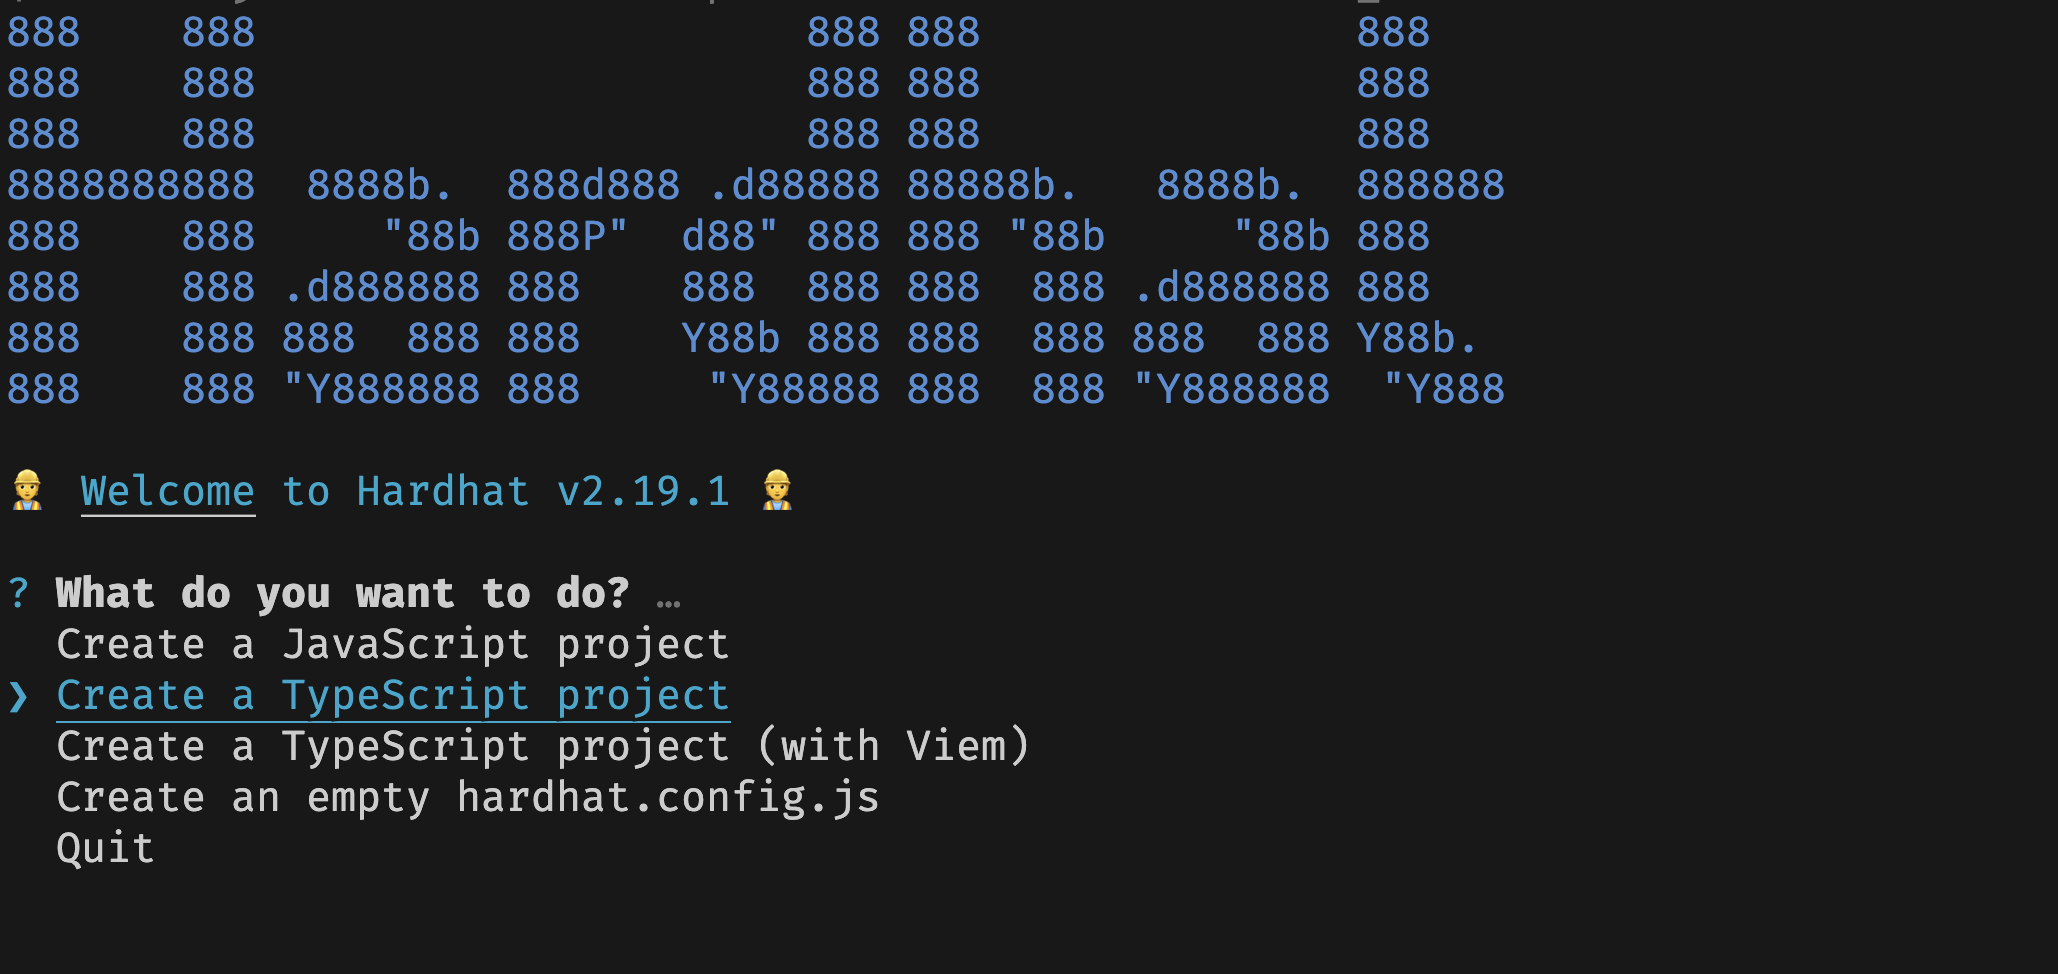 888    888                      888 888               888
888    888                      888 888               888
888    888                      888 888               888
8888888888  8888b.  888d888 .d88888 88888b.   8888b.  888888
888    888     "88b 888P"  d88" 888 888 "88b     "88b 888
888    888 .d888888 888    888  888 888  888 .d888888 888
888    888 888  888 888    Y88b 888 888  888 888  888 Y88b.
888    888 "Y888888 888     "Y88888 888  888 "Y888888  "Y888
👷 Welcome to Hardhat v2.19.1 👷
? What do you want to do? …
Create a JavaScript project
❯ Create a TypeScript project
Create a TypeScript project (with Viem)
Create an empty hardhat.config.js
Quit